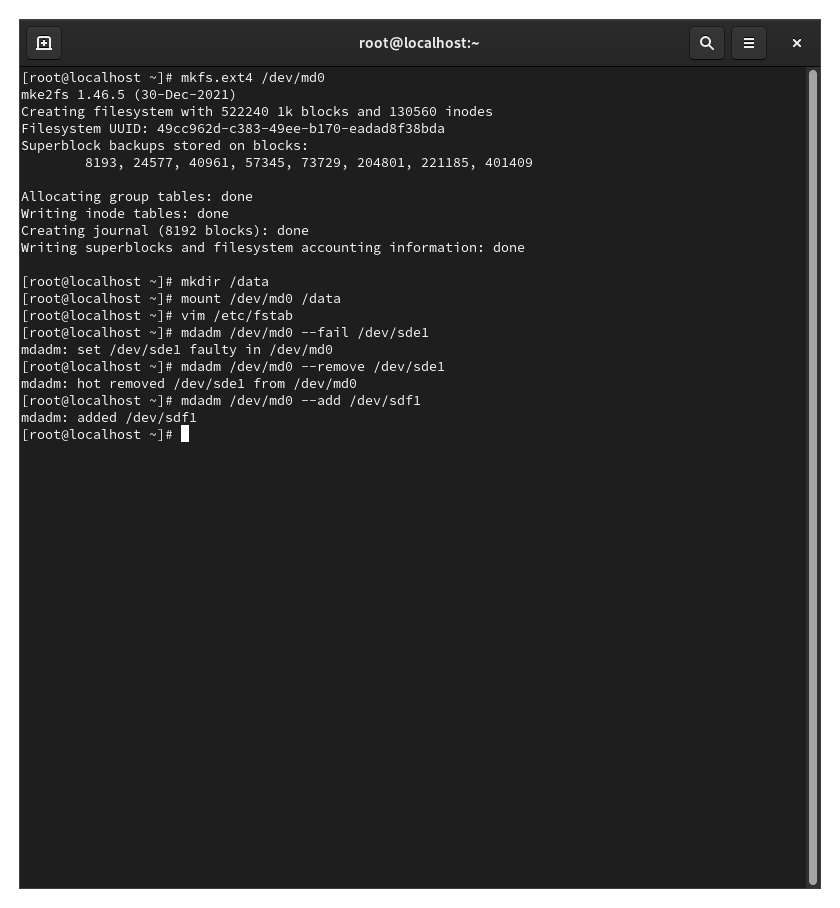 root@localhost:~
[root@localhost ~]# mkfs.ext4 /dev/md0
mke2fs 1.46.5 (30-Dec-2021)
Creating filesystem with 522240 1k blocks and 130560 inodes
Filesystem UUID: 49cc962d-c383-49ee-b170-eadad8f38bda
Superblock backups stored on blocks:
        8193, 24577, 40961, 57345, 73729, 204801, 221185, 401409

Allocating group tables: done
Writing inode tables: done
Creating journal (8192 blocks): done
Writing superblocks and filesystem accounting information: done

[root@localhost ~]# mkdir /data
[root@localhost ~]# mount /dev/md0 /data
[root@localhost ~]# vim /etc/fstab
[root@localhost ~]# mdadm /dev/md0 --fail /dev/sde1
mdadm: set /dev/sde1 faulty in /dev/md0
[root@localhost ~]# mdadm /dev/md0 --remove /dev/sde1
mdadm: hot removed /dev/sde1 from /dev/md0
[root@localhost ~]# mdadm /dev/md0 --add /dev/sdf1
mdadm: added /dev/sdf1
[root@localhost ~]#